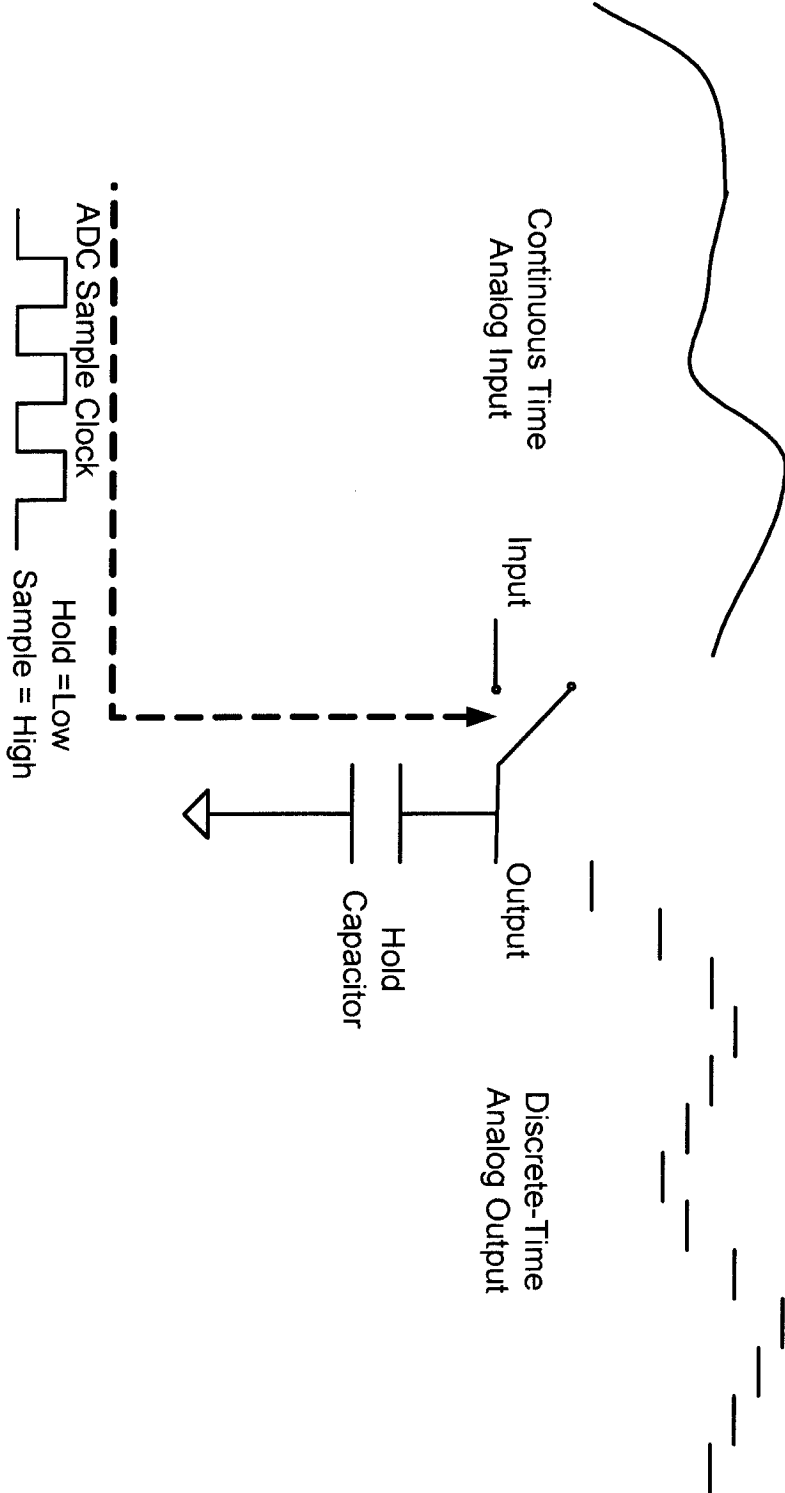 Continuous Time
Analog Input
Input
Output
Discrete-Time
Analog Output
Hold
Capacitor
ADC Sample Clock
Hold =Low
Sample = High